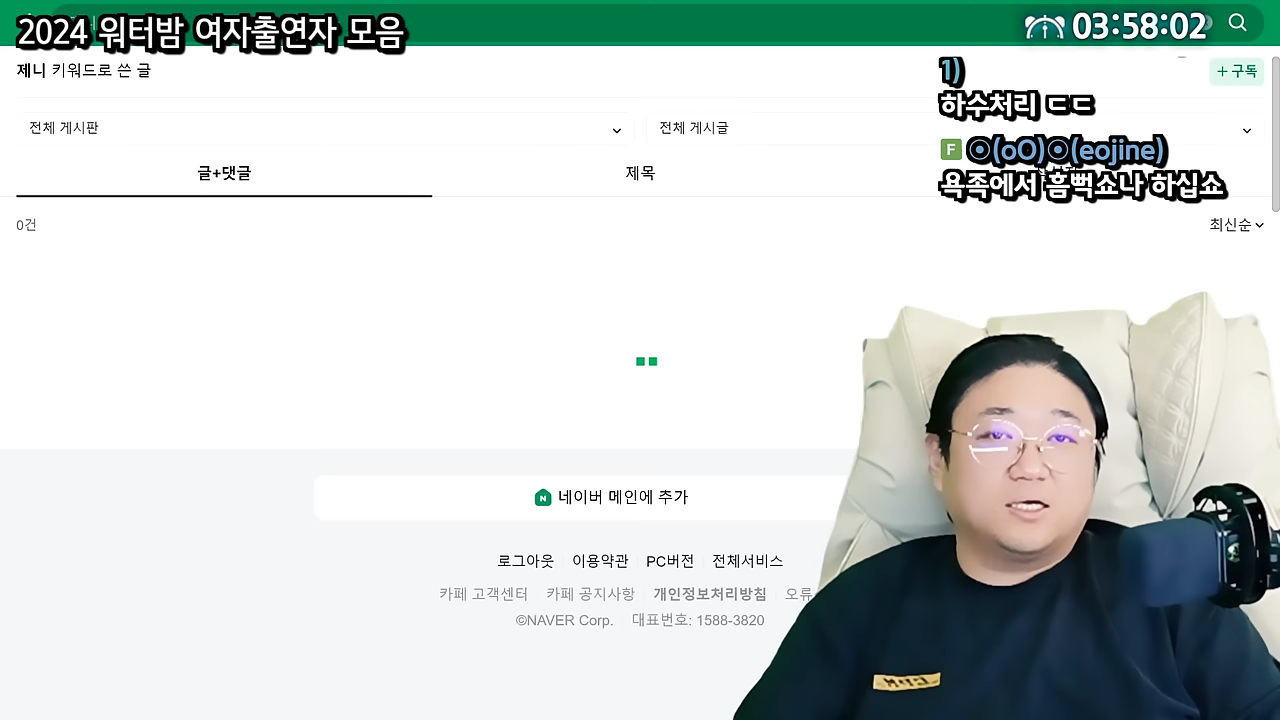 2024 워터밤 여자출연자 모음
03:58:02
제니 키워드로 쓴 글
+ 구독
1)
하수처리 ㄷㄷ
F ⊙(oO)⊙(eojine)
욕족에서 흠뻑쇼나 하십쇼
전체 게시판
전체 게시글
글+댓글
제목
0건
최신순
N 네이버 메인에 추가
로그아웃 이용약관 PC버전 전체서비스
카페 고객센터 카페 공지사항 개인정보처리방침 오류
©NAVER Corp. 대표번호: 1588-3820